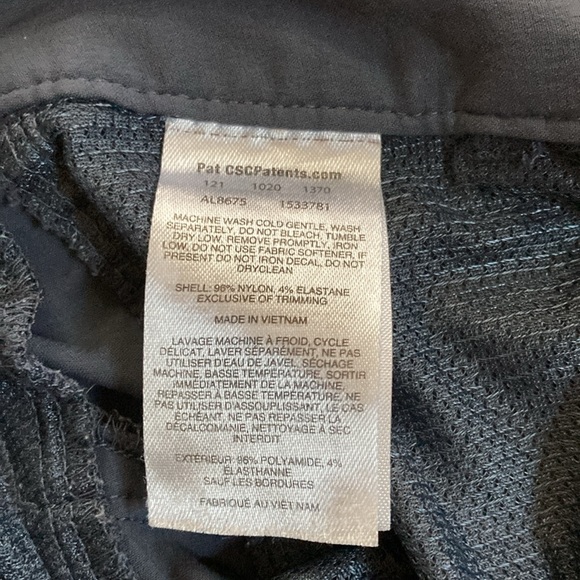 Pat CSCPatents.com
121 1020 1370
AL8675 1533781
MACHINE WASH COLD GENTLE, WASH
SEPARATELY, DO NOT BLEACH, TUMBLE
DRY LOW, REMOVE PROMPTLY, IRON
LOW, DO NOT USE FABRIC SOFTENER, IF
PRESENT DO NOT IRON DECAL, DO NOT
DRYCLEAN
SHELL: 96% NYLON, 4% ELASTANE
EXCLUSIVE OF TRIMMING
MADE IN VIETNAM
LAVAGE MACHINE À FROID, CYCLE
DÉLICAT, LAVER SÉPARÉMENT, NE PAS
UTILISER D'EAU DE JAVEL, SÉCHAGE
MACHINE, BASSE TEMPÉRATURE, SORTIR
IMMÉDIATEMENT DE LA MACHINE,
REPASSER À BASSE TEMPÉRATURE, NE PAS
UTILISER D'ASSOUPLISSANT, LE CAS
ÉCHÉANT, NE PAS REPASSER LA
DÉCALCOMANIE, NETTOYAGE À SEC
INTERDIT
EXTÉRIEUR: 96% POLYAMIDE, 4%
ÉLASTHANNE
SAUF LES BORDURES
FABRIQUÉ AU VIÊT NAM